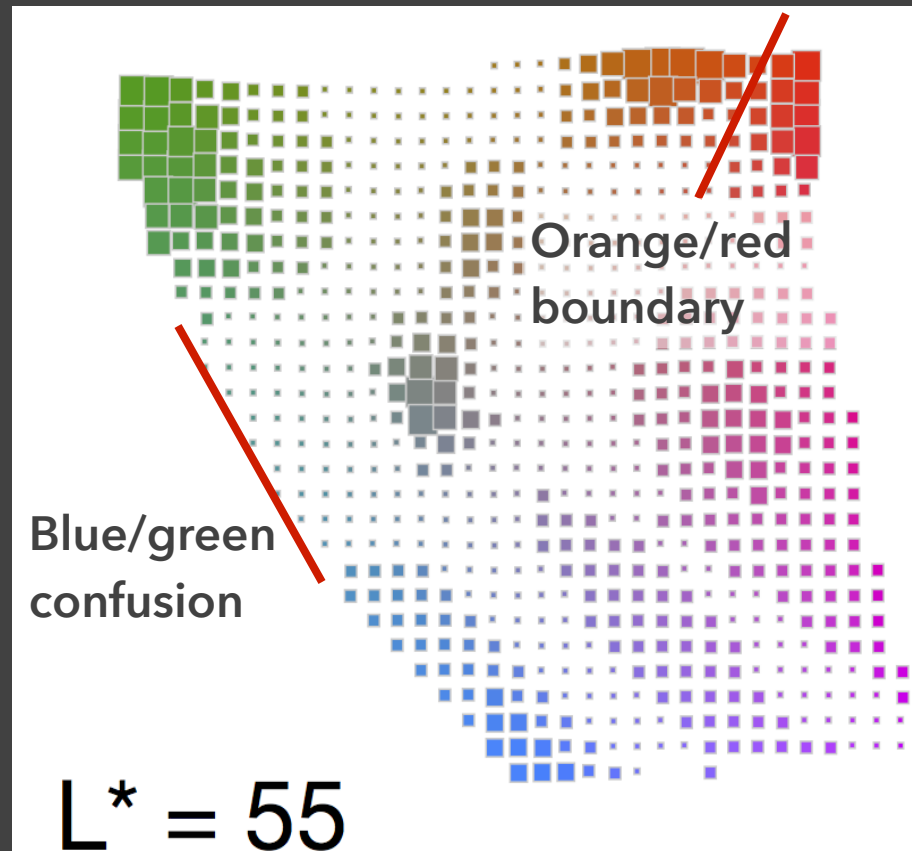 Orange/red
boundary
Blue/green
confusion
L* = 55